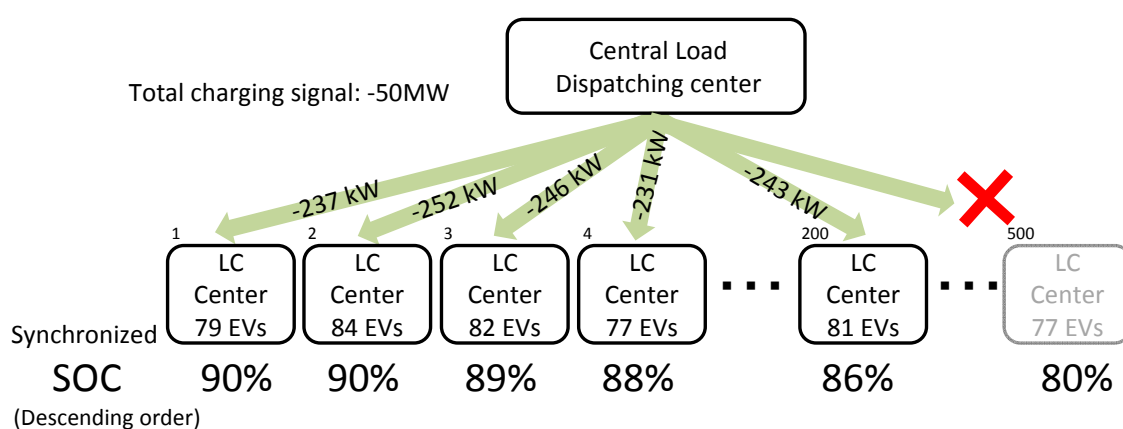 Central Load
Dispatching center
Total charging signal: -50MW
-237 kW
-252 kW
-246 kW
-231 kW
-243 kW
1
2
3
4
200
500
LC
Center
79 EVs
LC
Center
84 EVs
LC
Center
82 EVs
LC
Center
77 EVs
LC
Center
81 EVs
LC
Center
77 EVs
Synchronized
SOC
(Descending order)
90%
90%
89%
88%
86%
80%